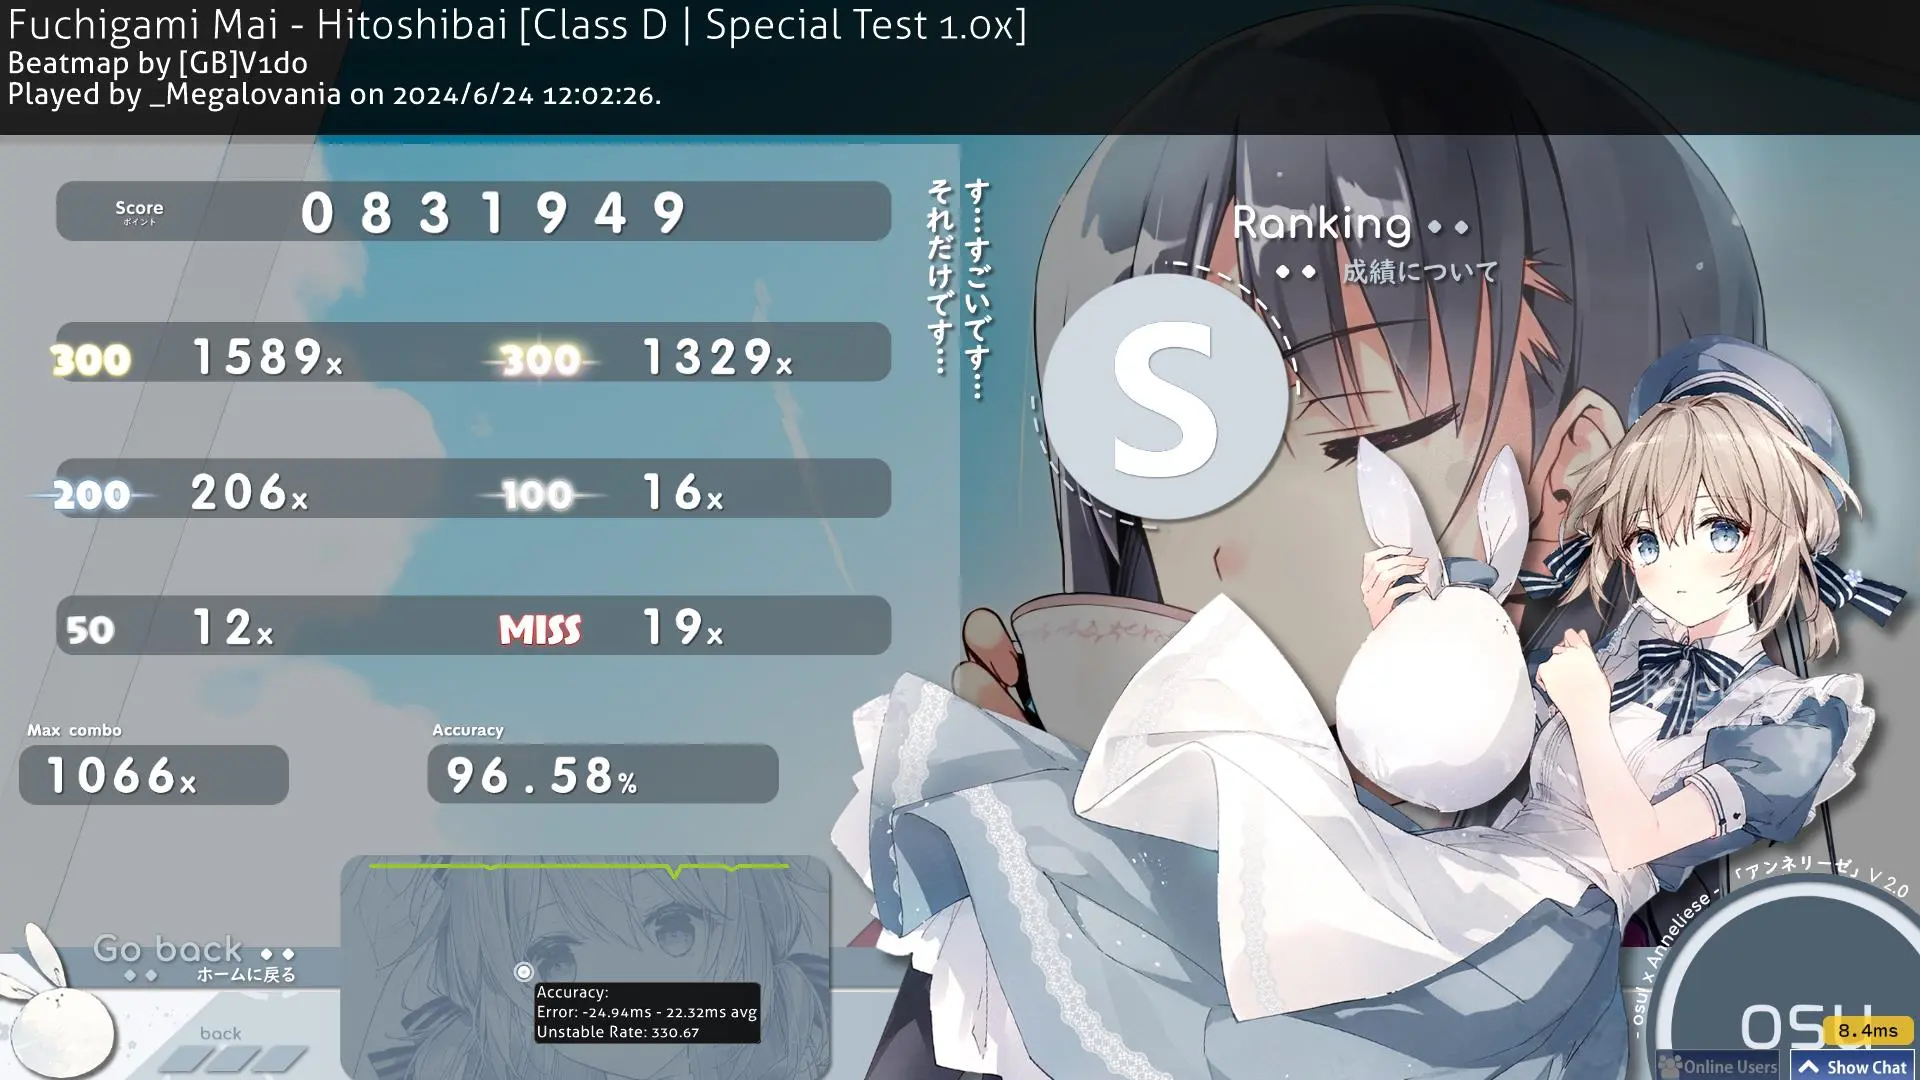 Fuchigami Mai - Hitoshibai [Class D | Special Test 1.0x]
Beatmap by [GB]V1do
Played by _Megalovania on 2024/6/24 12:02:26.
Score
ポイント
0831949
す…すごいです…
それだけです…
Ranking
成績について
S
300 1589x 300 1329x
200 206x 100 16x
50 12x MISS 19x
Max combo
1066x
Accuracy
96.58%
Replay
Go back
ホームに戻る
back
Accuracy:
Error: -24.94ms - 22.32ms avg
Unstable Rate: 330.67
- osu! x Anneliese - 「アンネリーゼ」 V 2.0
osu
8.4ms
Online Users
Show Chat